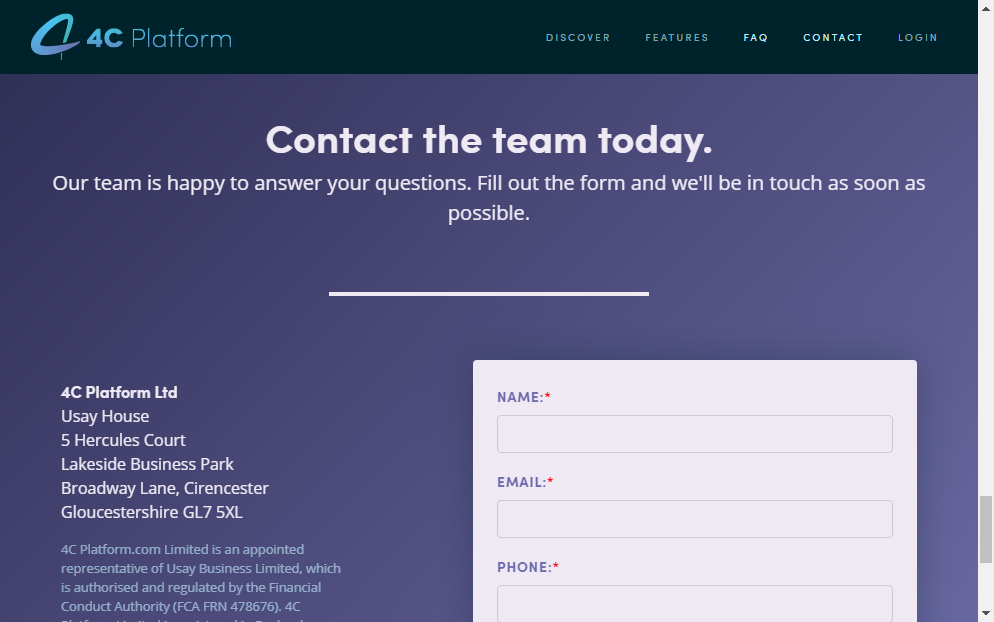 4C Platform
DISCOVER
FEATURES
FAQ
CONTACT
LOGIN
Contact the team today.
Our team is happy to answer your questions. Fill out the form and we'll be in touch as soon as
possible.
4C Platform Ltd
Usay House
5 Hercules Court
Lakeside Business Park
Broadway Lane, Cirencester
Gloucestershire GL7 5XL
4C Platform.com Limited is an appointed
representative of Usay Business Limited, which
is authorised and regulated by the Financial
Conduct Authority (FCA FRN 478676). 4C
NAME:*
EMAIL:*
PHONE:*